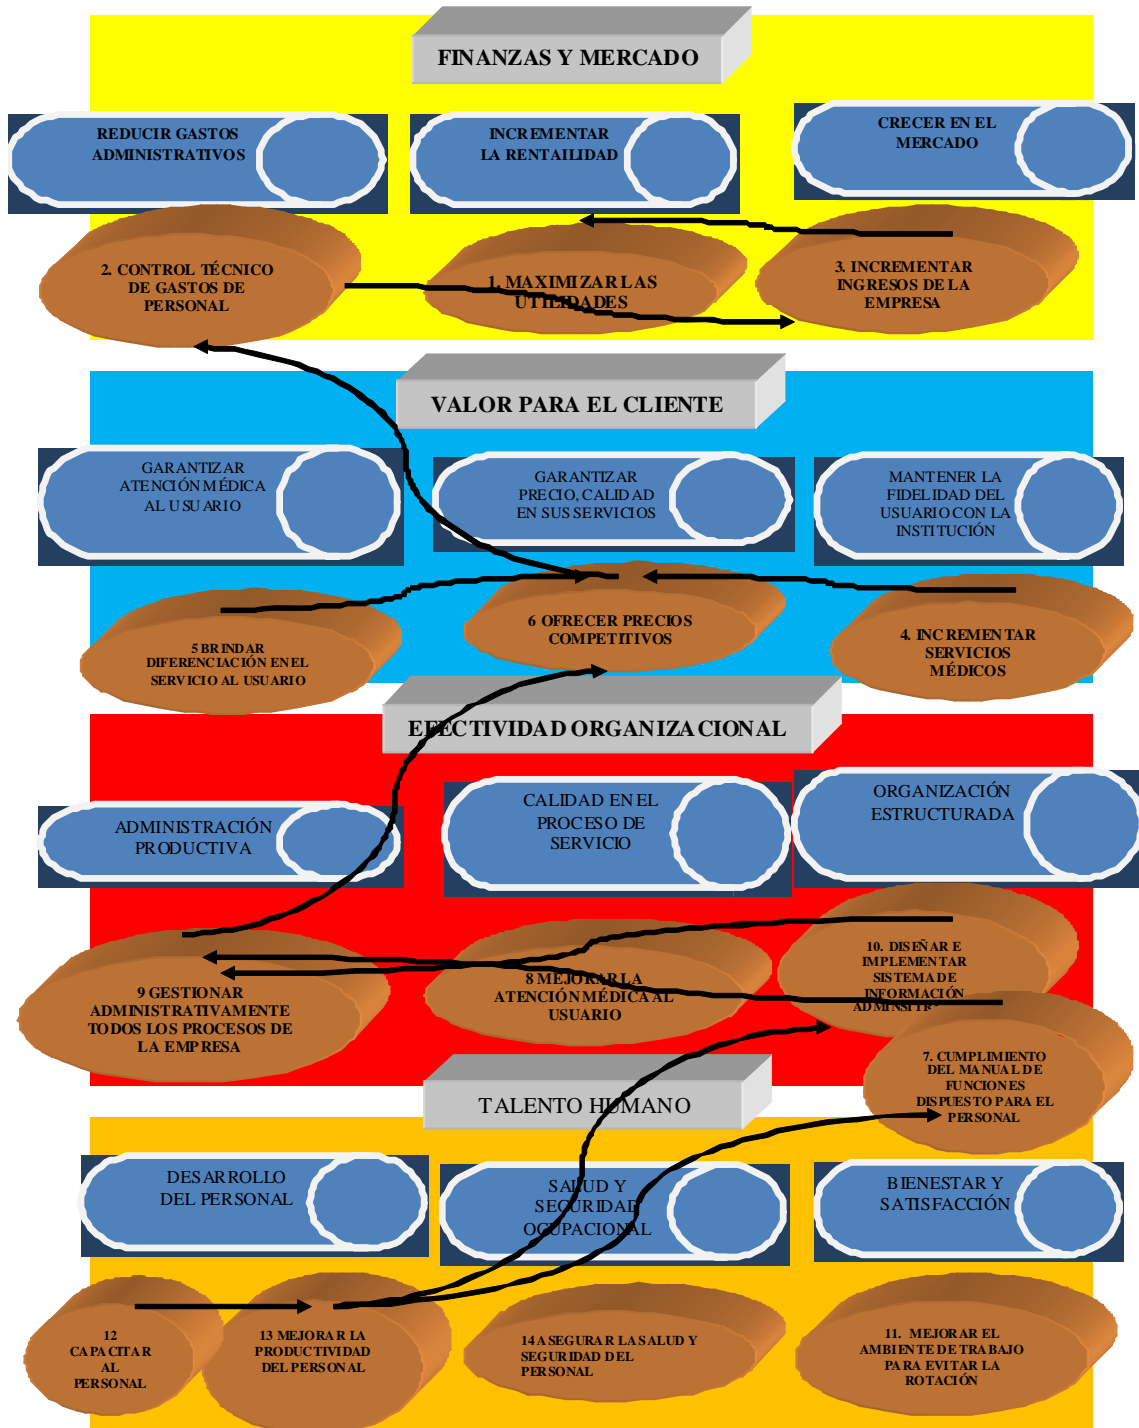 FINANZAS Y MERCADO
REDUCIR GASTOS
ADMINISTRATIVOS
INCREMENTAR
LA RENTAILIDAD
CRECER EN EL
MERCADO
2. CONTROL TÉCNICO
DE GASTOS DE
PERSONAL
1. MAXIMIZAR LAS
UTILIDADES
3. INCREMENTAR
INGRESOS DE LA
EMPRESA
VALOR PARA EL CLIENTE
GARANTIZAR
ATENCIÓN MÉDICA
AL USUARIO
GARANTIZAR
PRECIO, CALIDAD
EN SUS SERVICIOS
MANTENER LA
FIDELIDAD DEL
USUARIO CON LA
INSTITUCIÓN
5 BRINDAR
DIFERENCIACIÓN EN EL
SERVICIO AL USUARIO
6 OFRECER PRECIOS
COMPETITIVOS
4. INCREMENTAR
SERVICIOS
MÉDICOS
EFECTIVIDAD ORGANIZACIONAL
ADMINISTRACIÓN
PRODUCTIVA
CALIDAD EN EL
PROCESO DE
SERVICIO
ORGANIZACIÓN
ESTRUCTURADA
9 GESTIONAR
ADMINISTRATIVAMENTE
TODOS LOS PROCESOS DE
LA EMPRESA
8 MEJORAR LA
ATENCIÓN MÉDICA AL
USUARIO
10. DISEÑAR E
IMPLEMENTAR
SISTEMA DE
INFORMACIÓN
7. CUMPLIMIENTO
DEL MANUAL DE
FUNCIONES
DISPUESTO PARA EL
PERSONAL
TALENTO HUMANO
DESARROLLO
DEL PERSONAL
SALUD Y
SEGURIDAD
OCUPACIONAL
BIENESTAR Y
SATISFACCIÓN
12
CAPACITAR
AL
PERSONAL
13 MEJORAR LA
PRODUCTIVIDAD
DEL PERSONAL
14 ASEGURAR LA SALUD Y
SEGURIDAD DEL
PERSONAL
11. MEJORAR EL
AMBIENTE DE TRABAJO
PARA EVITAR LA
ROTACIÓN